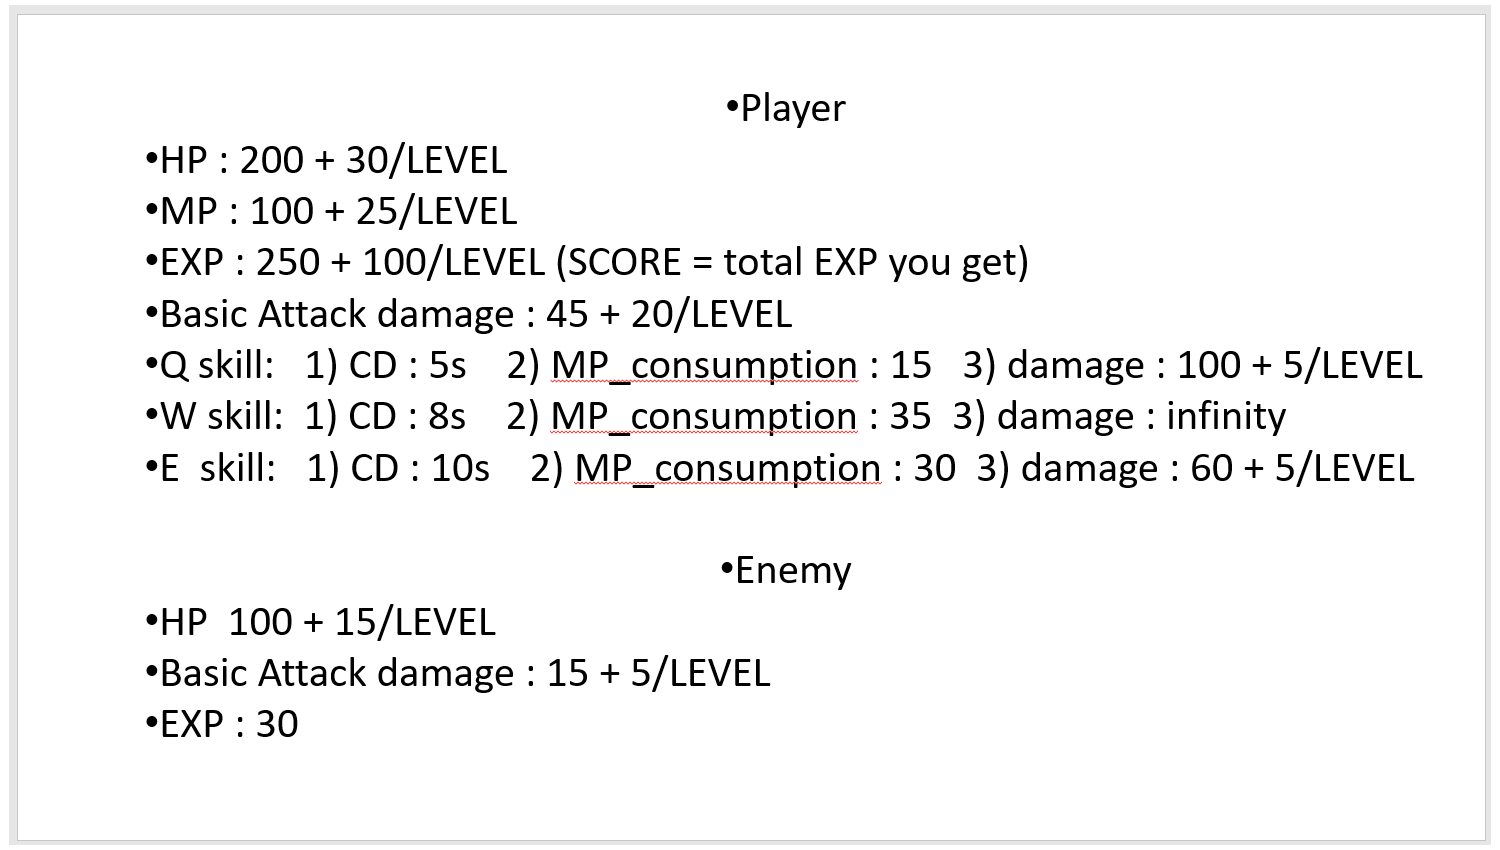 •Player
•HP : 200 + 30/LEVEL
•MP : 100 + 25/LEVEL
•EXP : 250 + 100/LEVEL (SCORE = total EXP you get)
•Basic Attack damage : 45 + 20/LEVEL
•Q skill: 1) CD : 5s 2) MP_consumption : 15 3) damage : 100 + 5/LEVEL
•W skill: 1) CD : 8s 2) MP_consumption : 35 3) damage : infinity
•E skill: 1) CD : 10s 2) MP_consumption : 30 3) damage : 60 + 5/LEVEL
•Enemy
•HP 100 + 15/LEVEL
•Basic Attack damage : 15 + 5/LEVEL
•EXP : 30